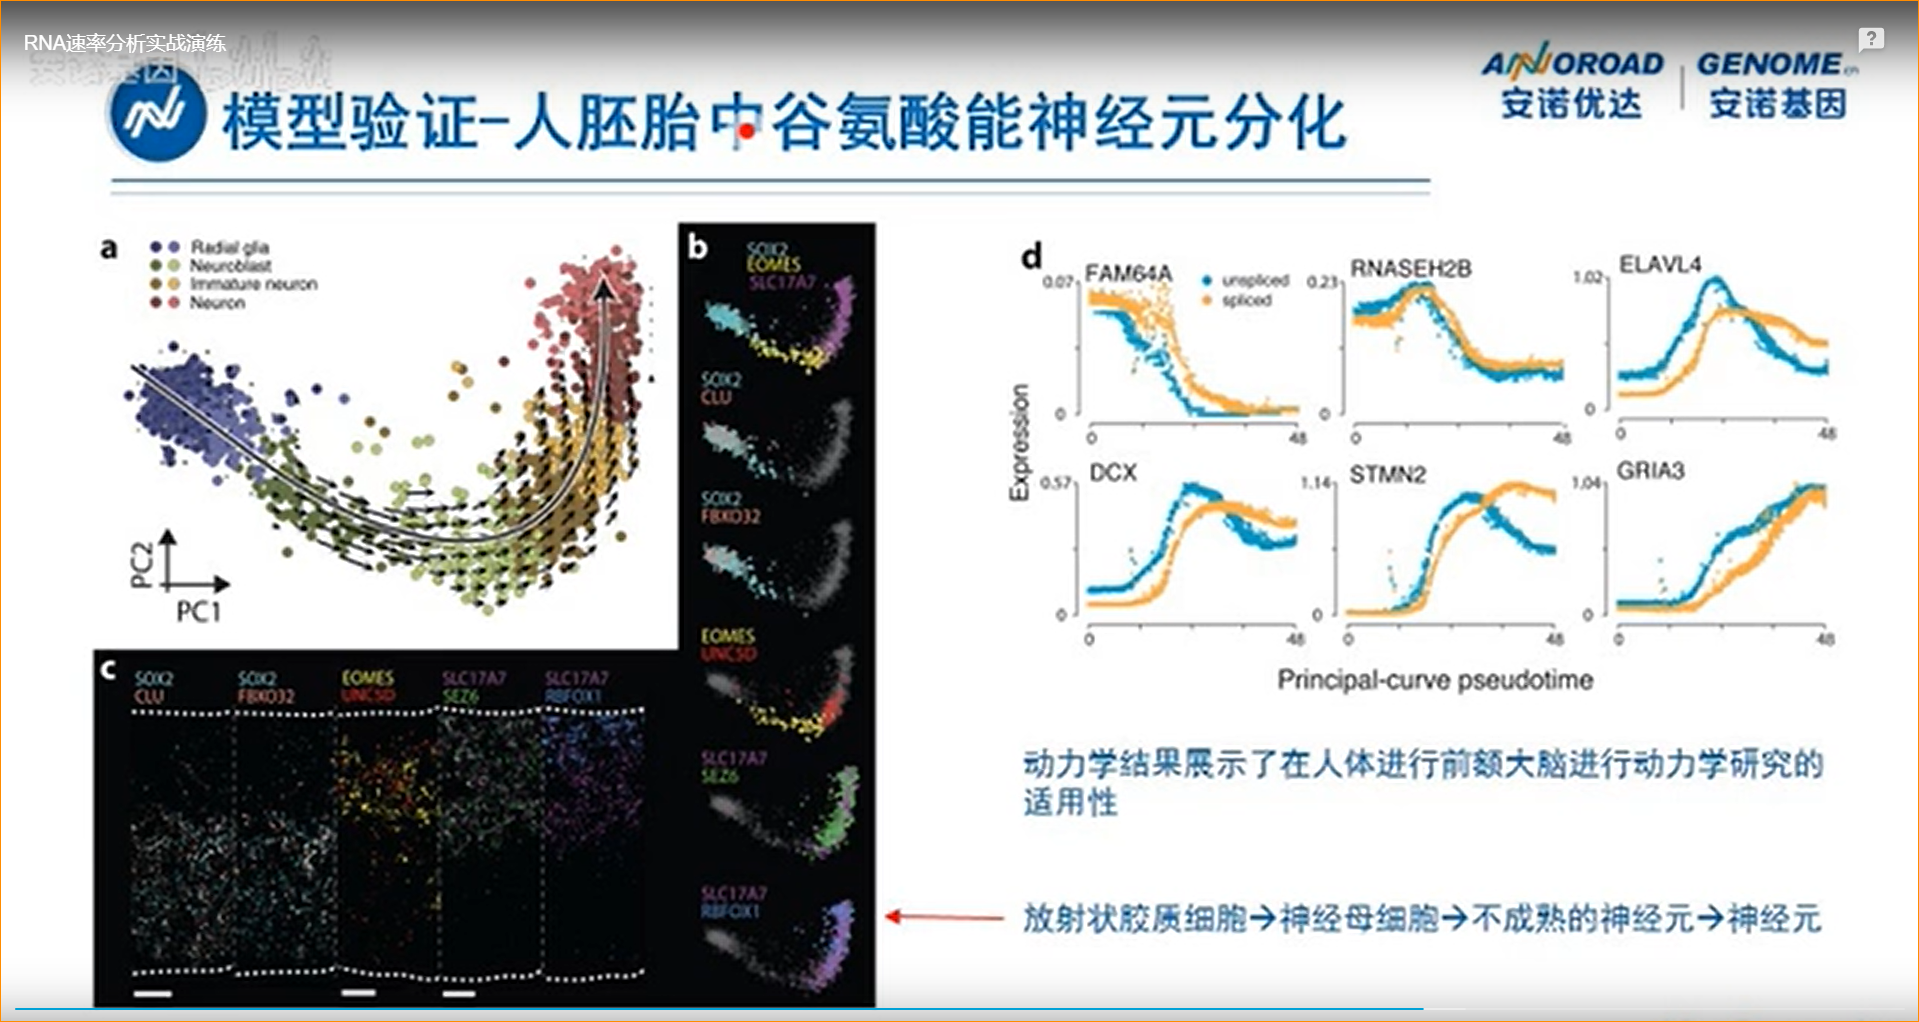 RNA速率分析实战演练
安诺基因
ANNOROAD
安诺优达
GENOME.cn
安诺基因
模型验证-人胚胎中谷氨酸能神经元分化
a
Radial glia
Neuroblast
Immature neuron
Neuron
PC2
PC1
b
SOX2
EOMES
SLC17A7
SOX2
CLU
SOX2
FBXO32
EOMES
UNC5D
SLC17A7
SEZ6
SLC17A7
RBFOX1
c
SOX2
CLU
SOX2
FBXO32
EOMES
UNC5D
SLC17A7
SEZ6
SLC17A7
RBFOX1
d
Expression
FAM64A
unspliced
spliced
0.07
0
0
48
RNASEH2B
0.23
0
0
48
ELAVL4
1.02
0
0
48
DCX
0.57
0
0
48
STMN2
1.14
0
0
48
GRIA3
1.04
0
0
48
Principal-curve pseudotime
动力学结果展示了在人体进行前额大脑进行动力学研究的
适用性
放射状胶质细胞→神经母细胞→不成熟的神经元→神经元